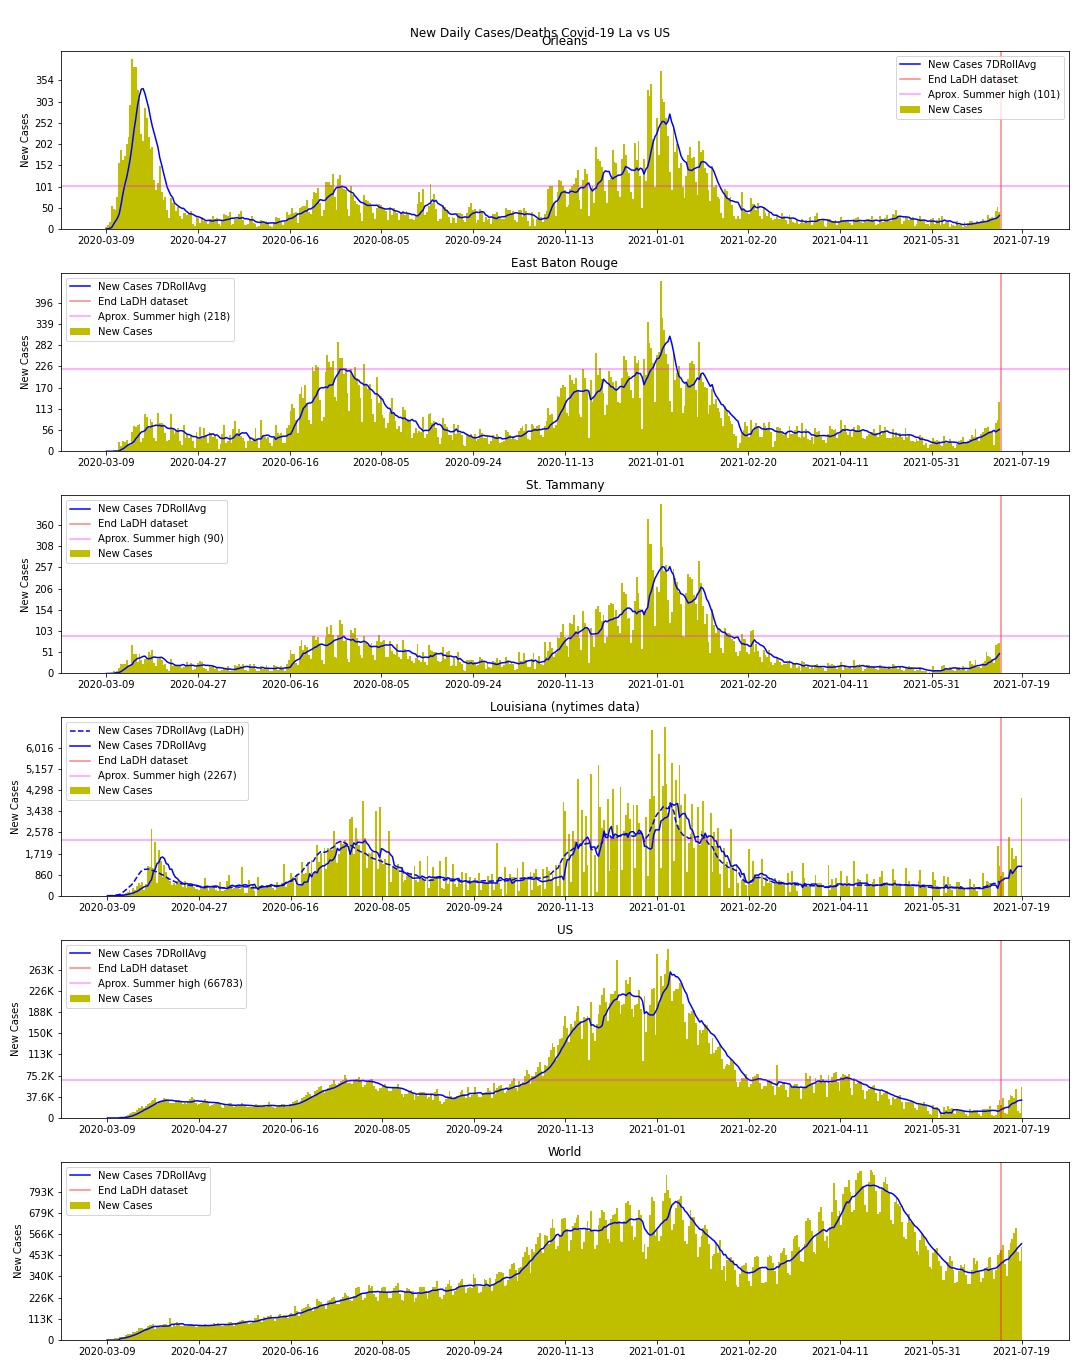 New Daily Cases/Deaths Covid-19 La vs US
Orleans
New Cases
354
303
252
202
152
101
50
0
New Cases 7DRollAvg
End LaDH dataset
Aprox. Summer high (101)
New Cases
2020-03-09 2020-04-27 2020-06-16 2020-08-05 2020-09-24 2020-11-13 2021-01-01 2021-02-20 2021-04-11 2021-05-31 2021-07-19
East Baton Rouge
New Cases
396
339
282
226
170
113
56
0
New Cases 7DRollAvg
End LaDH dataset
Aprox. Summer high (218)
New Cases
2020-03-09 2020-04-27 2020-06-16 2020-08-05 2020-09-24 2020-11-13 2021-01-01 2021-02-20 2021-04-11 2021-05-31 2021-07-19
St. Tammany
New Cases
360
308
257
206
154
103
51
0
New Cases 7DRollAvg
End LaDH dataset
Aprox. Summer high (90)
New Cases
2020-03-09 2020-04-27 2020-06-16 2020-08-05 2020-09-24 2020-11-13 2021-01-01 2021-02-20 2021-04-11 2021-05-31 2021-07-19
Louisiana (nytimes data)
New Cases
6,016
5,157
4,298
3,438
2,578
1,719
860
0
New Cases 7DRollAvg (LaDH)
New Cases 7DRollAvg
End LaDH dataset
Aprox. Summer high (2267)
New Cases
2020-03-09 2020-04-27 2020-06-16 2020-08-05 2020-09-24 2020-11-13 2021-01-01 2021-02-20 2021-04-11 2021-05-31 2021-07-19
US
New Cases
263K
226K
188K
150K
113K
75.2K
37.6K
0
New Cases 7DRollAvg
End LaDH dataset
Aprox. Summer high (66783)
New Cases
2020-03-09 2020-04-27 2020-06-16 2020-08-05 2020-09-24 2020-11-13 2021-01-01 2021-02-20 2021-04-11 2021-05-31 2021-07-19
World
New Cases
793K
679K
566K
453K
340K
226K
113K
0
New Cases 7DRollAvg
End LaDH dataset
New Cases
2020-03-09 2020-04-27 2020-06-16 2020-08-05 2020-09-24 2020-11-13 2021-01-01 2021-02-20 2021-04-11 2021-05-31 2021-07-19